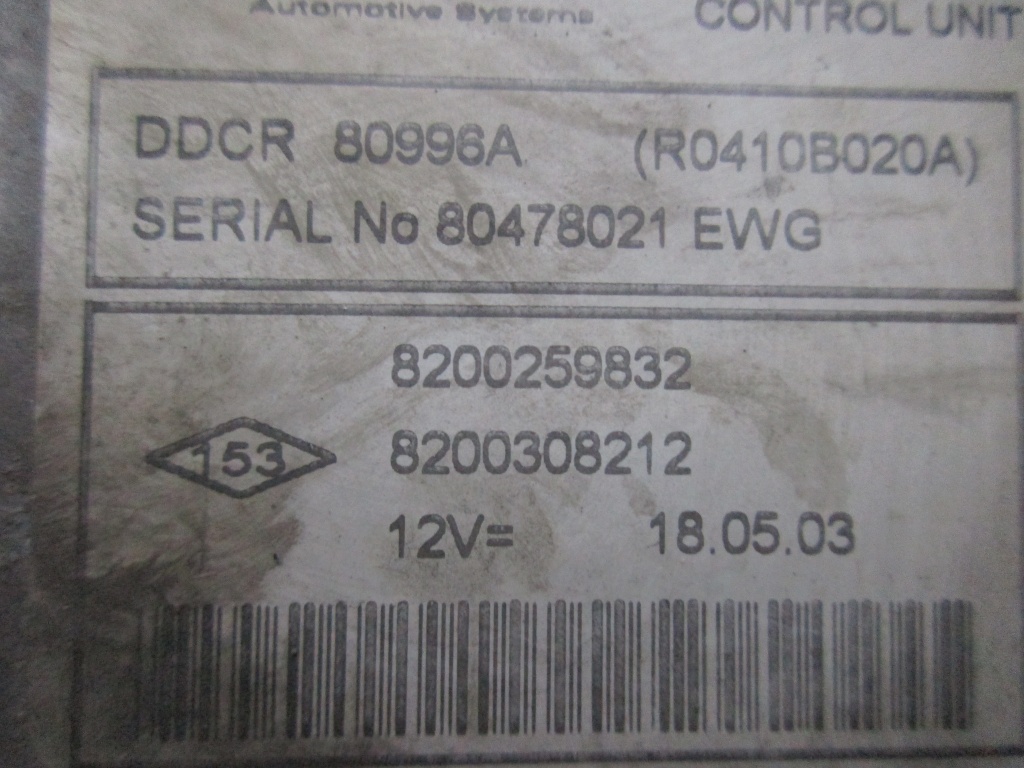 Automotive Systems
CONTROL UNIT
DDCR 80996A (R0410B020A)
SERIAL No 80478021 EWG
8200259832
153
8200308212
12V= 18.05.03